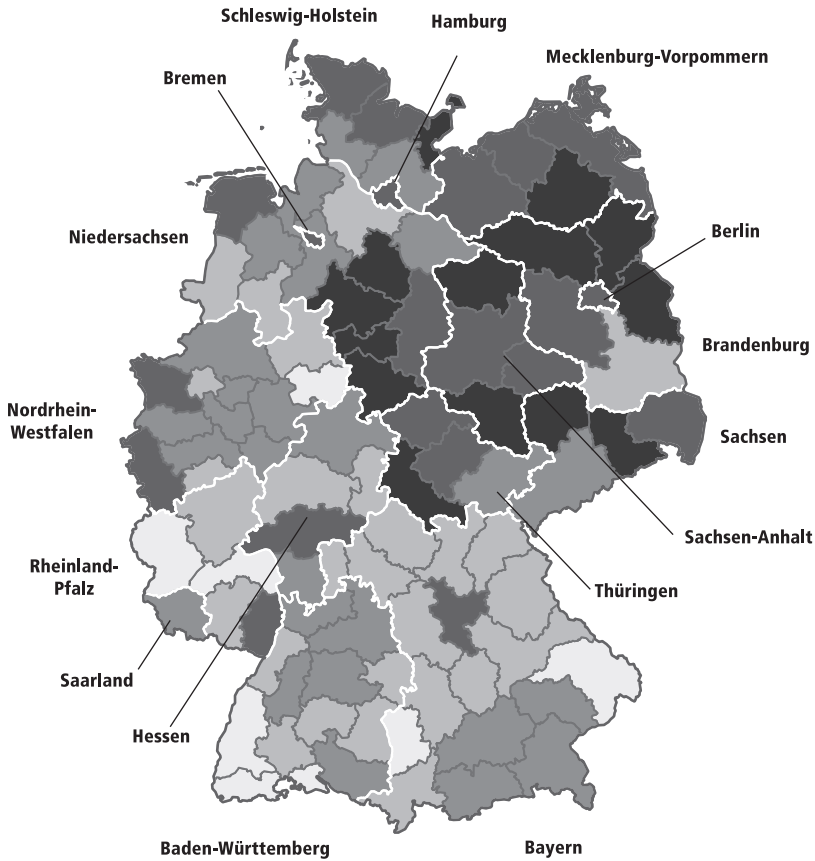 Schleswig-Holstein
Hamburg
Mecklenburg-Vorpommern
Bremen
Niedersachsen
Berlin
Brandenburg
Nordrhein-
Westfalen
Sachsen
Sachsen-Anhalt
Rheinland-
Pfalz
Thüringen
Saarland
Hessen
Baden-Württemberg
Bayern